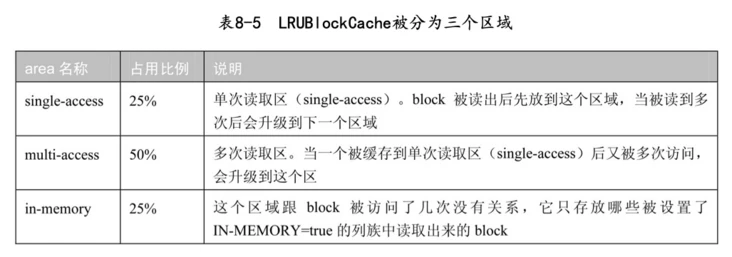 表8-5 LRUBlockCache被分为三个区域
area 名称 占用比例 说明
single-access 25% 单次读取区（single-access）。block 被读出后先放到这个区域，当被读到多
次后会升级到下一个区域
multi-access 50% 多次读取区。当一个被缓存到单次读取区（single-access）后又被多次访问，
会升级到这个区
in-memory 25% 这个区域跟 block 被访问了几次没有关系，它只存放哪些被设置了
IN-MEMORY=true 的列族中读取出来的 block